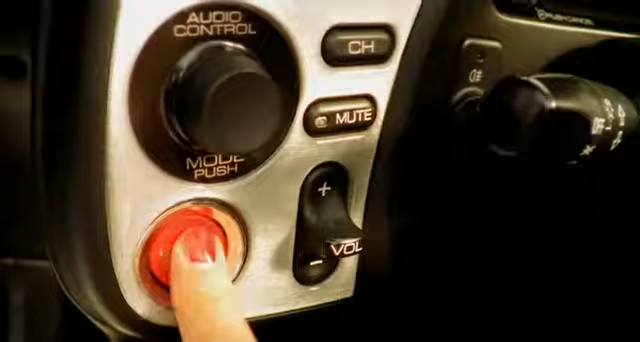 AUDIO
CONTROL
CH
MUTE
MODE
PUSH
+
VOL
-